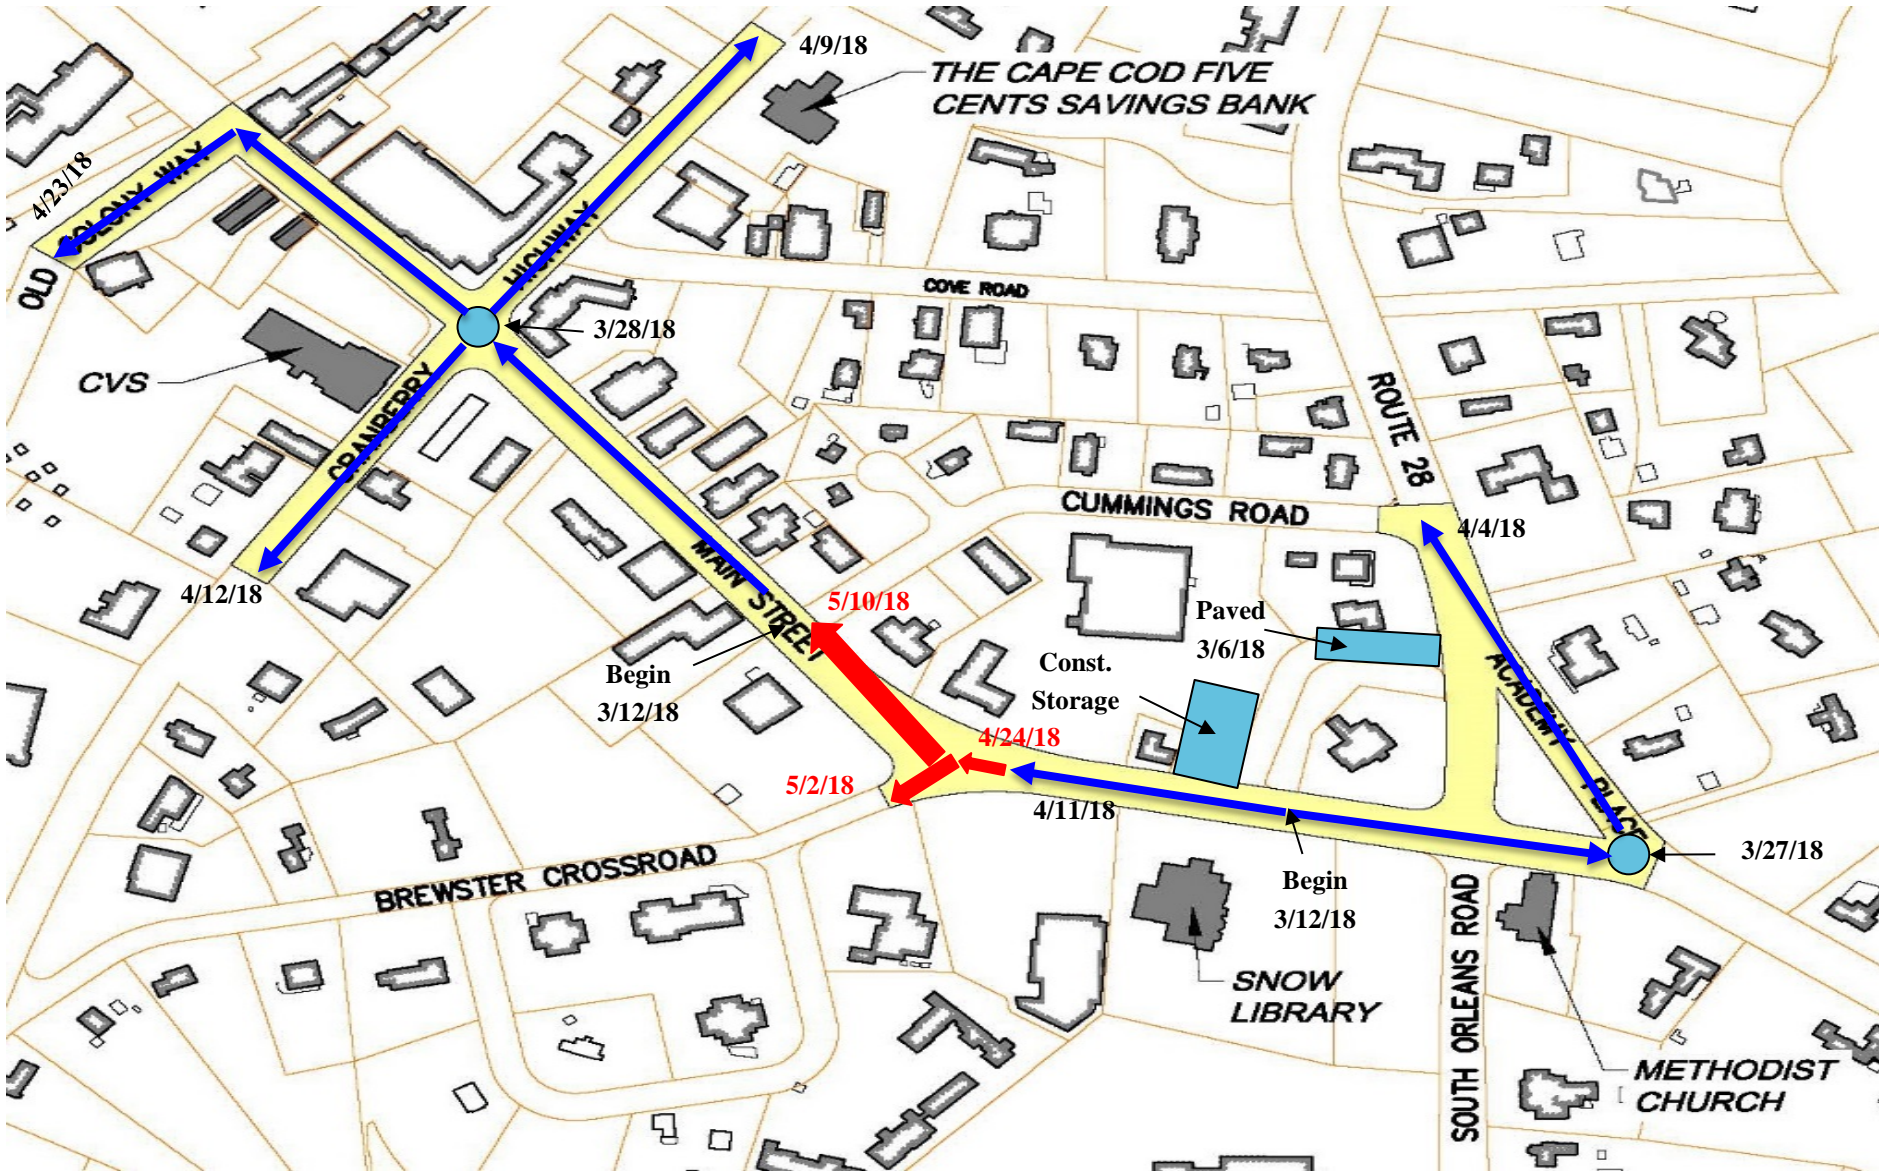 4/9/18
THE CAPE COD FIVE
CENTS SAVINGS BANK
4/23/18
OLD COLONY WAY
HIGHWAY
COVE ROAD
3/28/18
CVS
CRANBERRY
ROUTE 28
CUMMINGS ROAD
4/4/18
MAIN STREET
4/12/18
5/10/18
Paved
3/6/18
Begin
3/12/18
Const.
Storage
ACADEMY PLACE
4/24/18
5/2/18
4/11/18
3/27/18
BREWSTER CROSSROAD
Begin
3/12/18
SOUTH ORLEANS ROAD
SNOW
LIBRARY
METHODIST
CHURCH